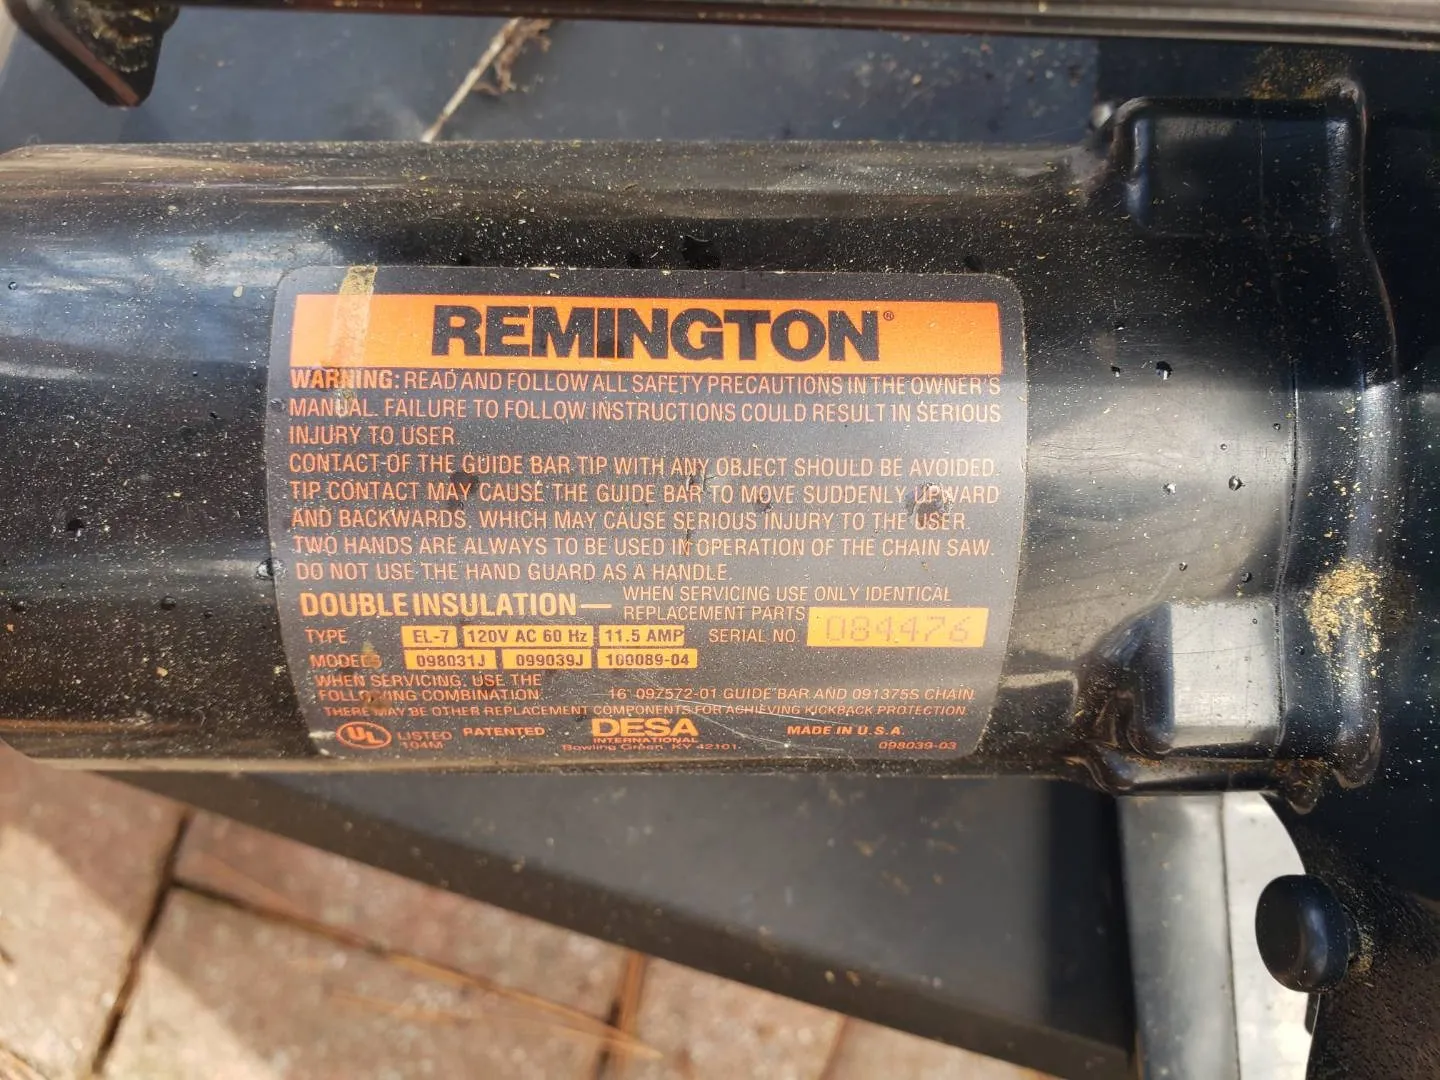 REMINGTON®
WARNING: READ AND FOLLOW ALL SAFETY PRECAUTIONS IN THE OWNER'S
MANUAL. FAILURE TO FOLLOW INSTRUCTIONS COULD RESULT IN SERIOUS
INJURY TO USER.
CONTACT OF THE GUIDE BAR TIP WITH ANY OBJECT SHOULD BE AVOIDED.
TIP CONTACT MAY CAUSE THE GUIDE BAR TO MOVE SUDDENLY UPWARD
AND BACKWARDS, WHICH MAY CAUSE SERIOUS INJURY TO THE USER.
TWO HANDS ARE ALWAYS TO BE USED IN OPERATION OF THE CHAIN SAW.
DO NOT USE THE HAND GUARD AS A HANDLE.
DOUBLE INSULATION— WHEN SERVICING USE ONLY IDENTICAL
REPLACEMENT PARTS
TYPE EL-7 120V AC 60 Hz 11.5 AMP SERIAL NO. 084476
MODELS 098031J 099039J 100089-04
WHEN SERVICING, USE THE
FOLLOWING COMBINATION: 16" 097572-01 GUIDE BAR AND 091375S CHAIN
THERE MAY BE OTHER REPLACEMENT COMPONENTS FOR ACHIEVING KICKBACK PROTECTION.
UL LISTED PATENTED DESA MADE IN U.S.A.
104M INTERNATIONAL
Bowling Green, KY 42101 098039-03